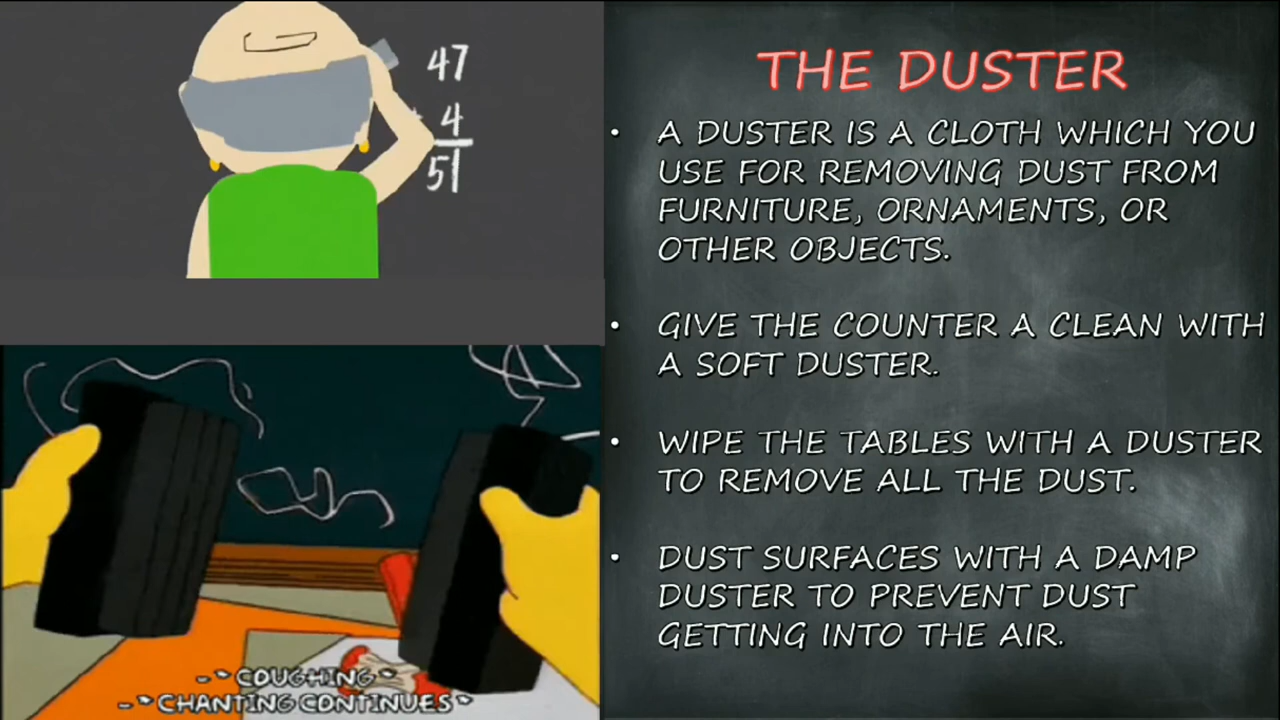 47
+ 4
51
- * COUGHING *
- * CHANTING CONTINUES *
THE DUSTER
• A DUSTER IS A CLOTH WHICH YOU
USE FOR REMOVING DUST FROM
FURNITURE, ORNAMENTS, OR
OTHER OBJECTS.
• GIVE THE COUNTER A CLEAN WITH
A SOFT DUSTER.
• WIPE THE TABLES WITH A DUSTER
TO REMOVE ALL THE DUST.
• DUST SURFACES WITH A DAMP
DUSTER TO PREVENT DUST
GETTING INTO THE AIR.